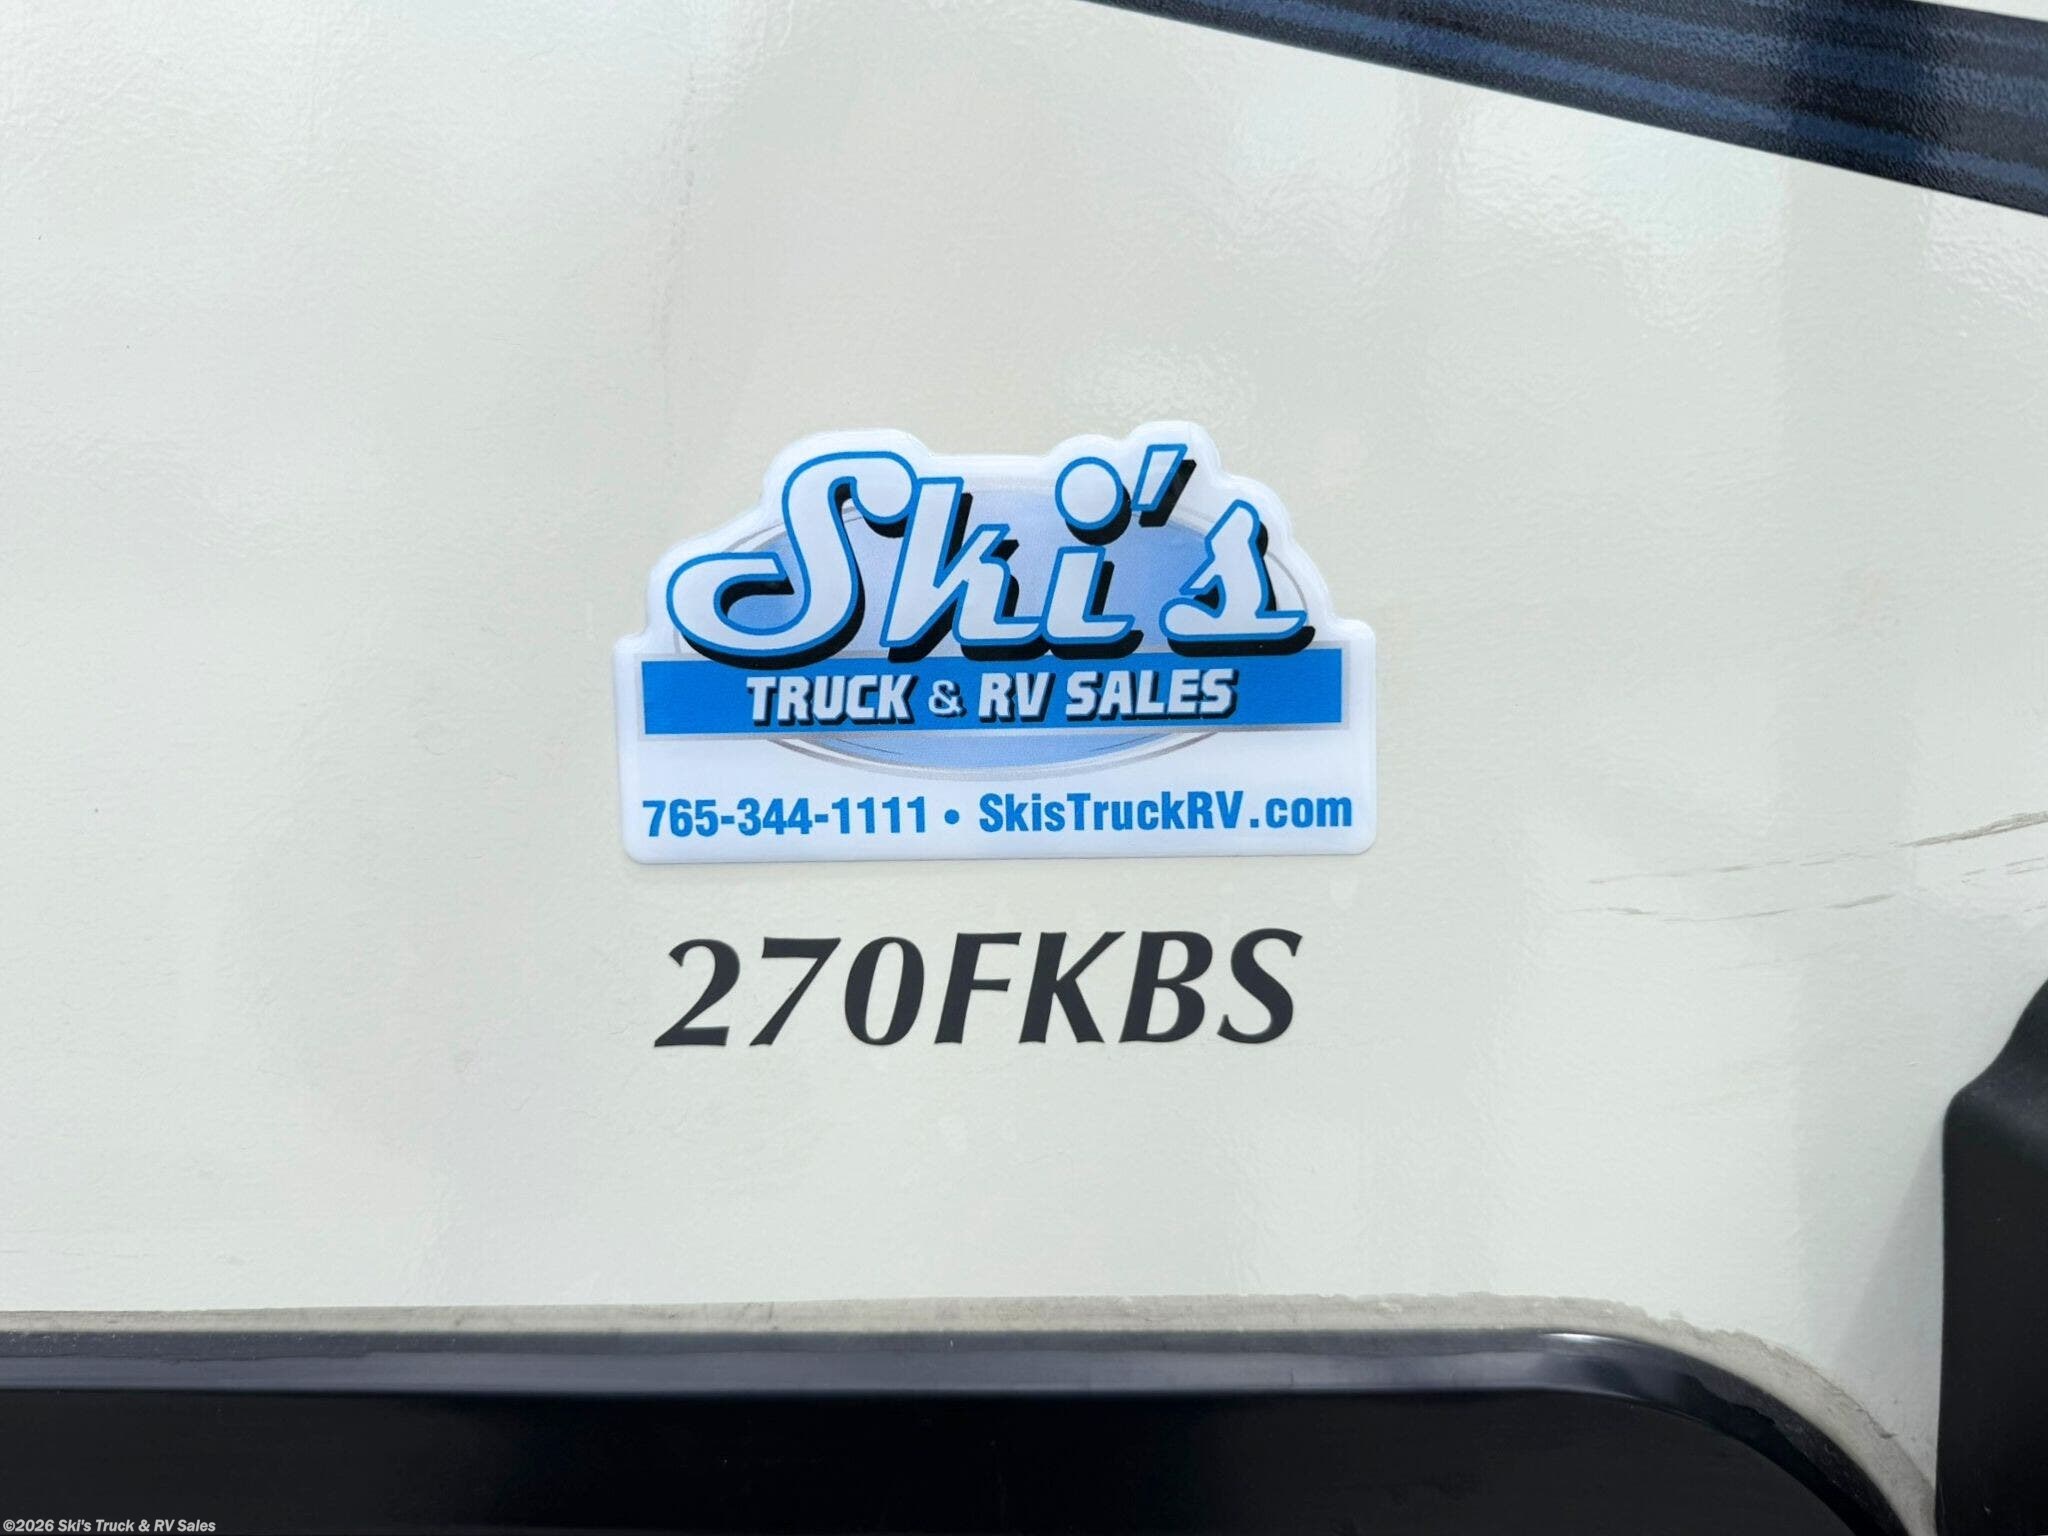 Ski's
TRUCK & RV SALES
765-344-1111 • SkisTruckRV.com
270FKBS
©2026 Ski's Truck & RV Sales